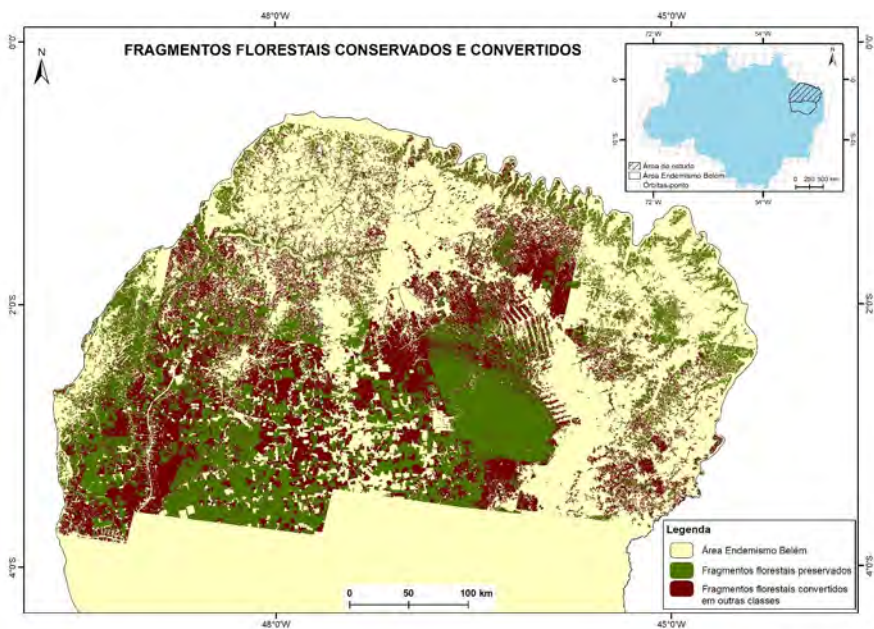 48°0'W
45°0'W
0°0'
0°0'
N
FRAGMENTOS FLORESTAIS CONSERVADOS E CONVERTIDOS
72°W
54°W
N
0°
0°
Área de estudo
Área Endemismo Belém
Órbitas-ponto
0 250 500 km
72°W
54°W
2°0'S
2°0'S
Legenda
Área Endemismo Belém
Fragmentos florestais preservados
Fragmentos florestais convertidos
em outras classes
4°0'S
4°0'S
0 50 100 km
48°0'W
45°0'W